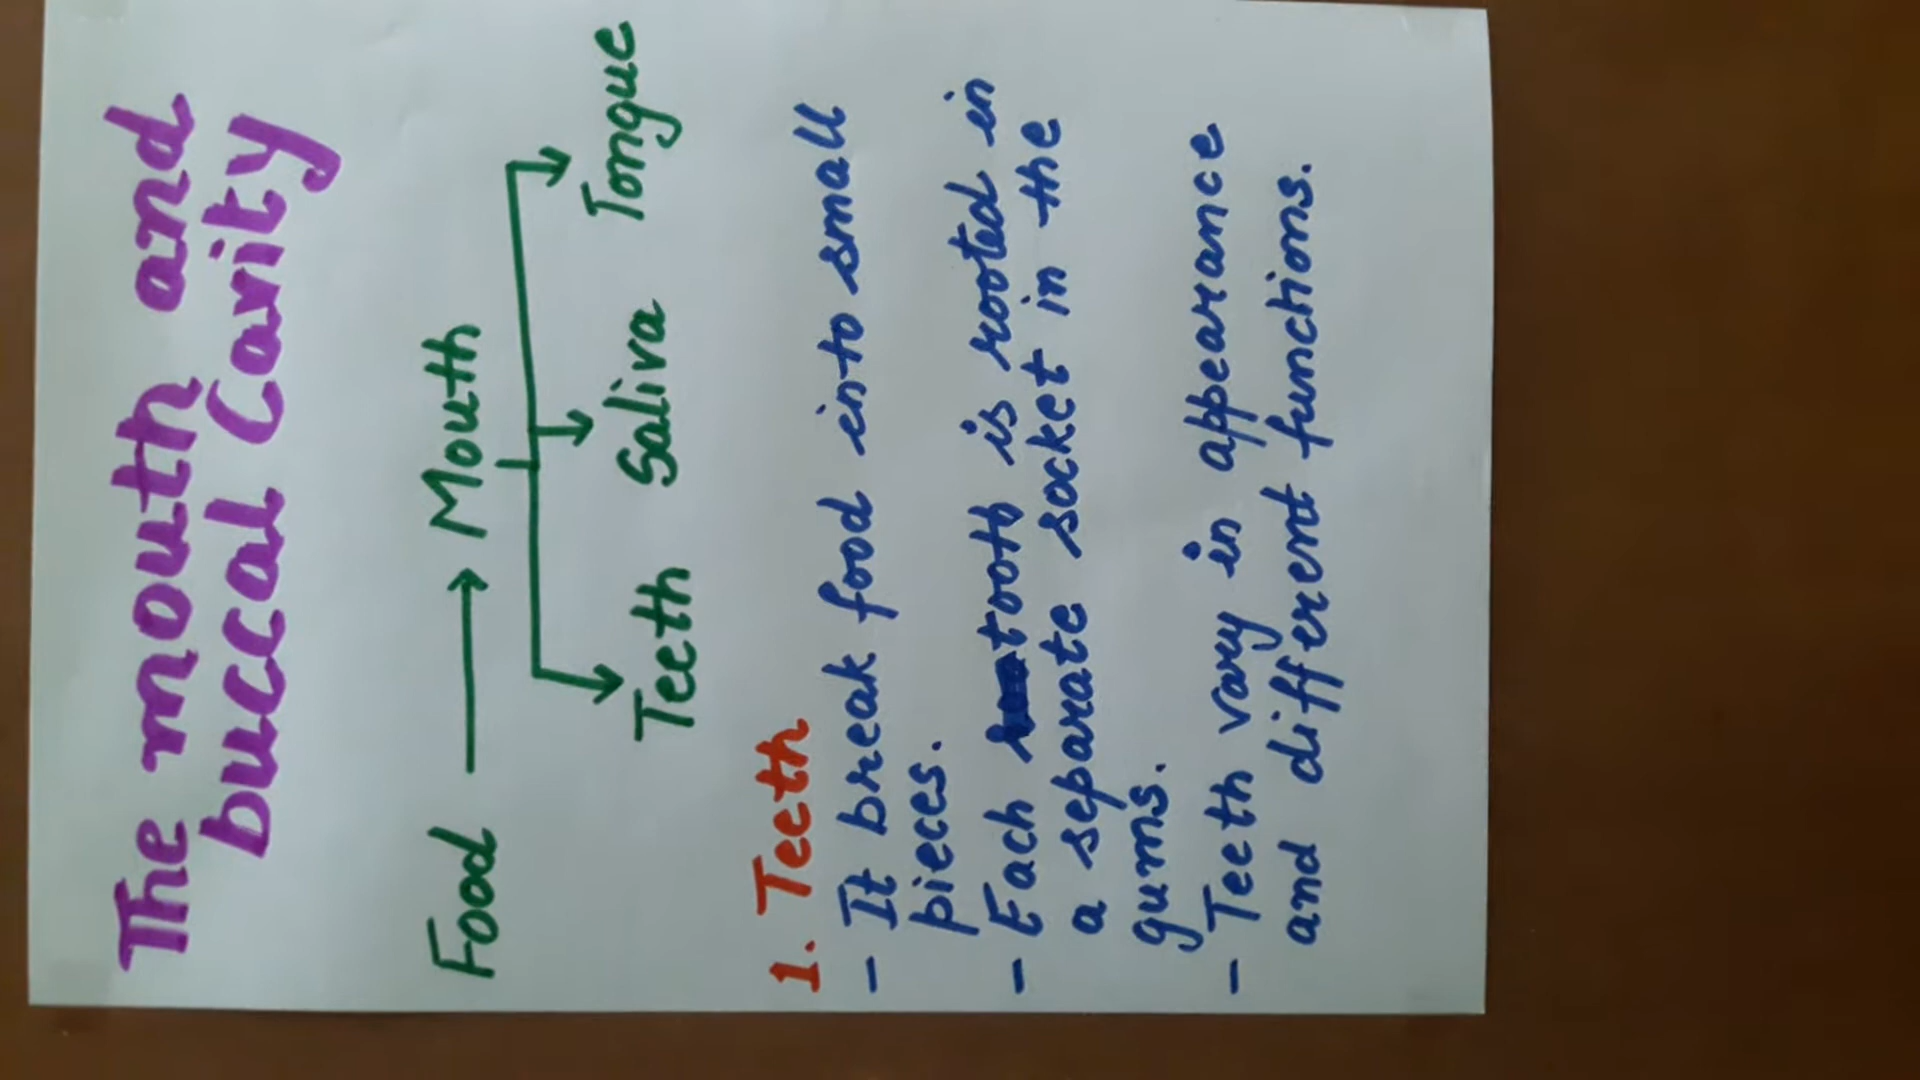 The mouth and
buccal Cavity
Food → Mouth
Teeth Saliva Tongue
1. Teeth
- It break food into small
pieces.
- Each tooth is rooted in
a separate socket in the
gums.
- Teeth vary in appearance
and different functions.